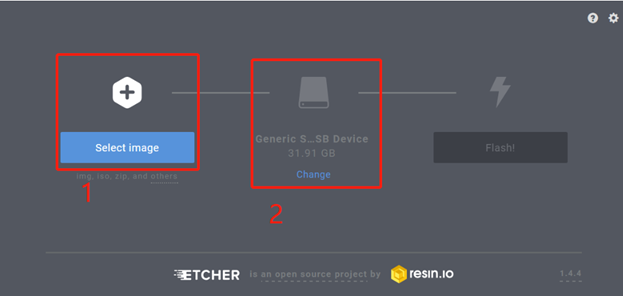 Select image
img, iso, zip, and others
1
Generic S...SB Device
31.91 GB
Change
2
Flash!
ETCHER is an open source project by resin.io
1.4.4